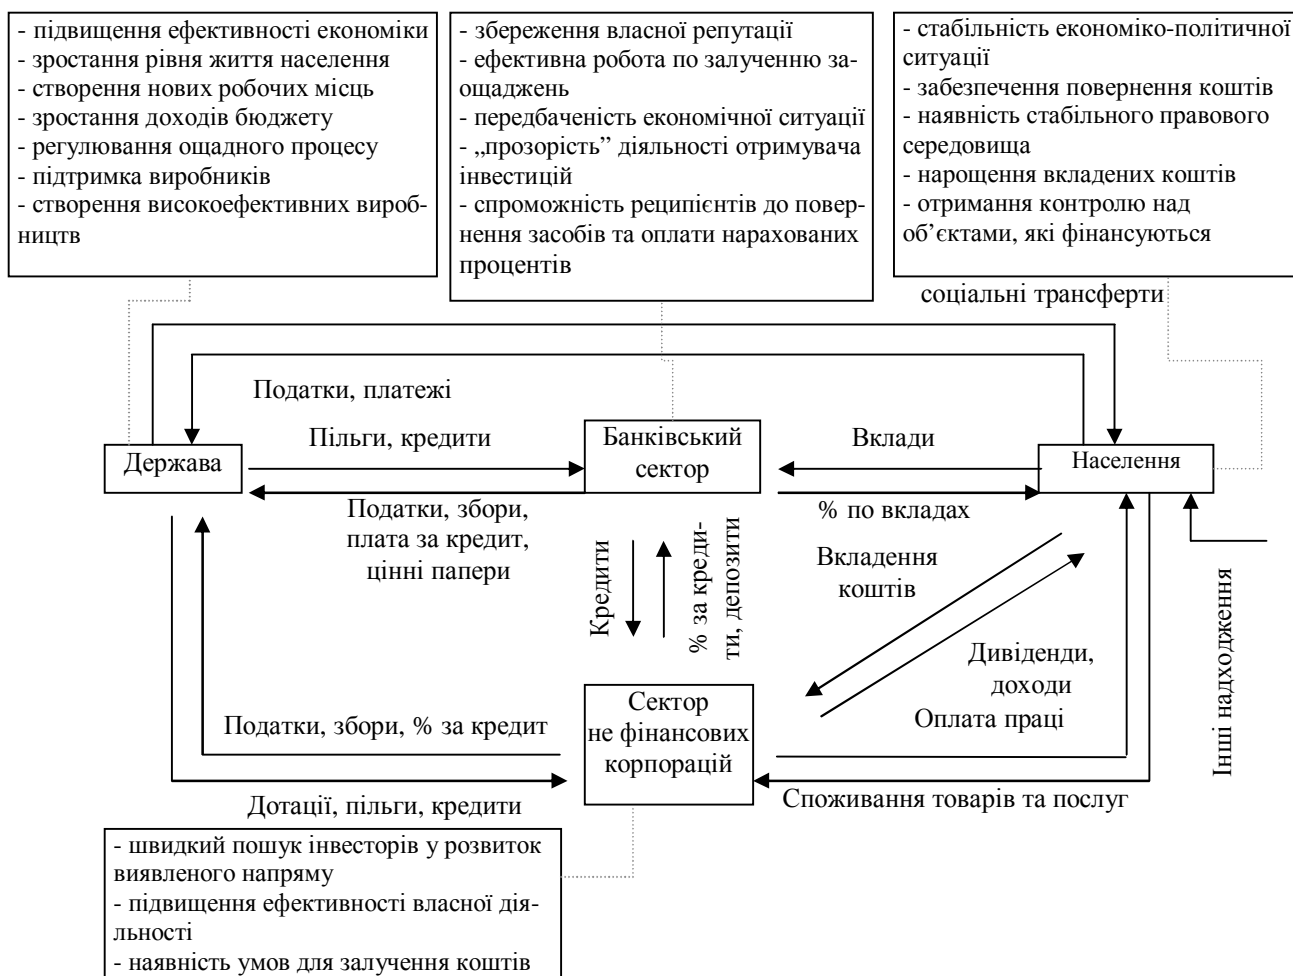 - підвищення ефективності економіки
- зростання рівня життя населення
- створення нових робочих місць
- зростання доходів бюджету
- регулювання ощадного процесу
- підтримка виробників
- створення високоефективних вироб-
ництв
- збереження власної репутації
- ефективна робота по залученню за-
ощаджень
- передбаченість економічної ситуації
- „прозорість” діяльності отримувача
інвестицій
- спроможність реципієнтів до повер-
нення засобів та оплати нарахованих
процентів
- стабільність економіко-політичної
ситуації
- забезпечення повернення коштів
- наявність стабільного правового
середовища
- нарощення вкладених коштів
- отримання контролю над
об’єктами, які фінансуються
соціальні трансферти
Податки, платежі
Пільги, кредити
Банківський
сектор
Вклади
Держава
Населення
Податки, збори,
плата за кредит,
цінні папери
% по вкладах
Кредити
% за креди-
ти, депозити
Вкладення
коштів
Дивіденди,
доходи
Оплата праці
Інші надходження
Податки, збори, % за кредит
Сектор
не фінансових
корпорацій
Дотації, пільги, кредити
Споживання товарів та послуг
- швидкий пошук інвесторів у розвиток
виявленого напряму
- підвищення ефективності власної дія-
льності
- наявність умов для залучення коштів